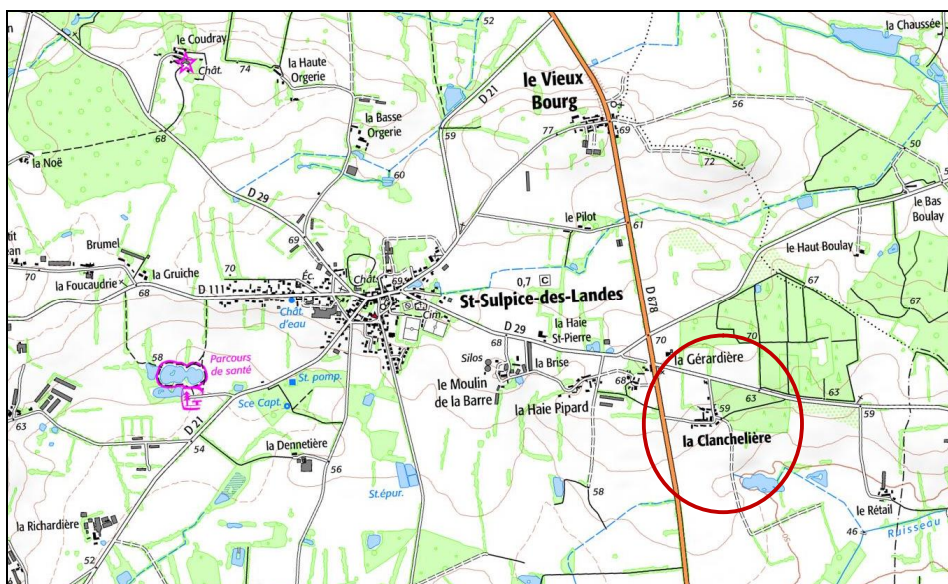 le Coudray
Chât.
74
la Haute
Orgerie
52
D 21
la Chaussée
le Vieux
Bourg
la Basse
Orgerie
59
77
69
56
68
72
50
la Noë
60
D 29
le Pilot
61
le Bas
Boulay
69
le Haut Boulay
Brumel
la Gruiche
70
Éc.
Chât.
69
0,7 C
67
70
la Foucaudrie
68
D 111
Chât.
d'eau
Cim.
St-Sulpice-des-Landes
D 878
67
D 29
la Haie
St-Pierre
68
70
70
58
Parcours
de santé
St. pomp.
Silos
la Brise
la Gérardière
le Moulin
de la Barre
68
63
63
Sce Capt.
la Haie Pipard
59
59
63
D 21
54
la Clanchelière
la Dennetière
56
St.épur.
58
le Rétail
la Richardière
46
Ruisseau
52
50